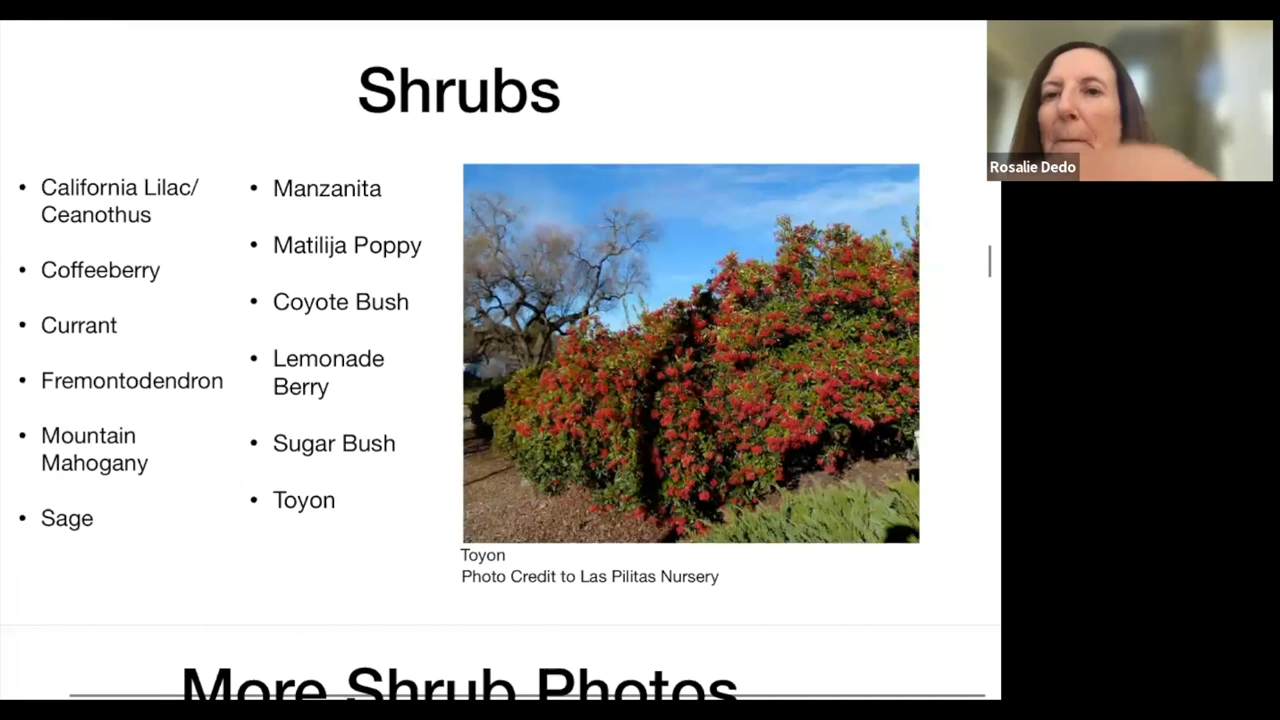 Shrubs
• California Lilac/
Ceanothus
• Coffeeberry
• Currant
• Fremontodendron
• Mountain
Mahogany
• Sage
• Manzanita
• Matilija Poppy
• Coyote Bush
• Lemonade
Berry
• Sugar Bush
• Toyon
Toyon
Photo Credit to Las Pilitas Nursery
Rosalie Dedo
More Shrub Photos